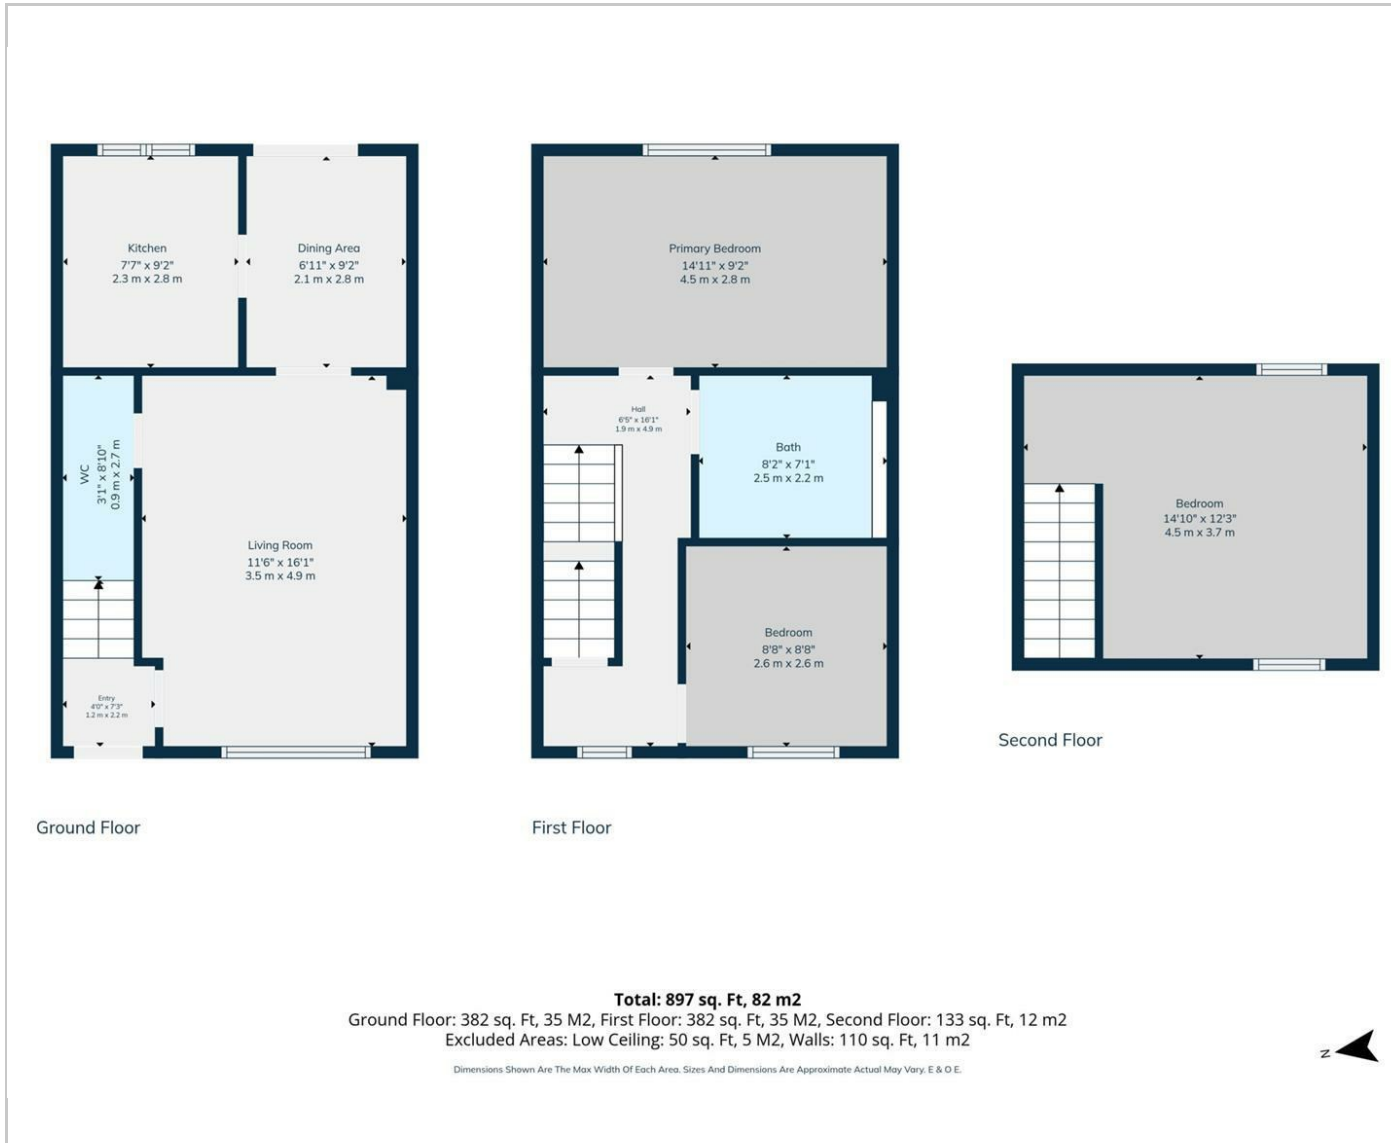 Kitchen
7'7" x 9'2"
2.3 m x 2.8 m
Dining Area
6'11" x 9'2"
2.1 m x 2.8 m
WC
3'1" x 8'10"
0.9 m x 2.7 m
Living Room
11'6" x 16'1"
3.5 m x 4.9 m
Entry
4'0" x 7'3"
1.2 m x 2.2 m
Ground Floor
Primary Bedroom
14'11" x 9'2"
4.5 m x 2.8 m
Hall
6'5" x 16'1"
1.9 m x 4.9 m
Bath
8'2" x 7'1"
2.5 m x 2.2 m
Bedroom
8'8" x 8'8"
2.6 m x 2.6 m
First Floor
Bedroom
14'10" x 12'3"
4.5 m x 3.7 m
Second Floor
Total: 897 sq. Ft, 82 m2
Ground Floor: 382 sq. Ft, 35 M2, First Floor: 382 sq. Ft, 35 M2, Second Floor: 133 sq. Ft, 12 m2
Excluded Areas: Low Ceiling: 50 sq. Ft, 5 M2, Walls: 110 sq. Ft, 11 m2
Dimensions Shown Are The Max Width Of Each Area. Sizes And Dimensions Are Approximate Actual May Vary. E & O E.
N